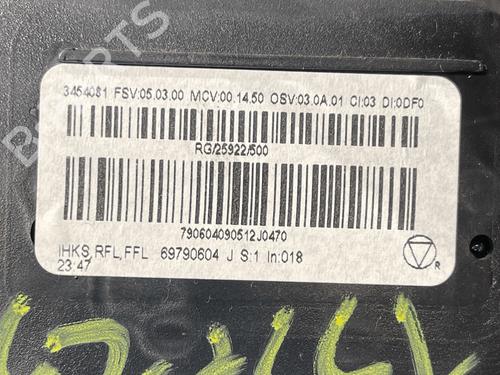 3454081 FSV:05.03.00 MCV:00.14.50 OSV:03.0A.01 CI:03 DI:0DF0
RG/25922/500
790604090512J0470
IHKS,RFL,FFL 69790604 J S:1 In:018
23:47
R